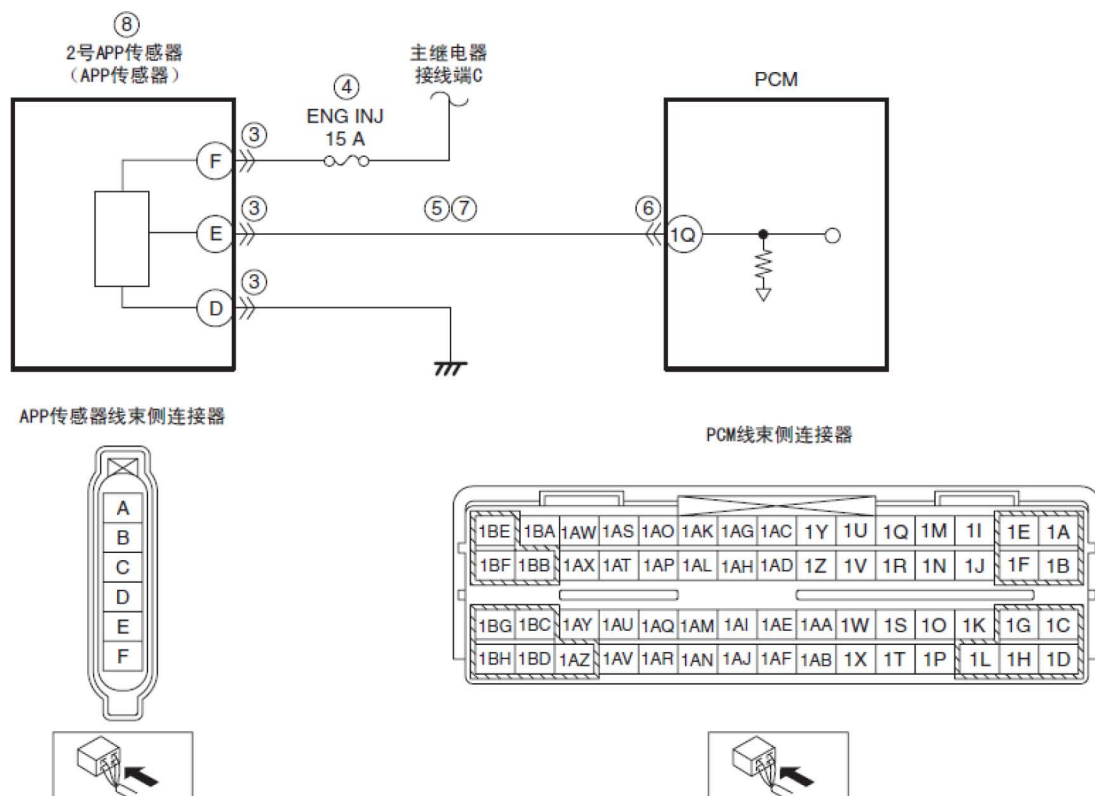 ⑧
2号APP传感器
(APP传感器)
④
ENG INJ
15 A
主继电器
接线端C
PCM
F
③
E
③
⑤⑦
⑥
1Q
D
③
APP传感器线束侧连接器
A
B
C
D
E
F
PCM线束侧连接器
1BE 1BA 1AW 1AS 1AO 1AK 1AG 1AC 1Y 1U 1Q 1M 1I 1E 1A
1BF 1BB 1AX 1AT 1AP 1AL 1AH 1AD 1Z 1V 1R 1N 1J 1F 1B
1BG 1BC 1AY 1AU 1AQ 1AM 1AI 1AE 1AA 1W 1S 1O 1K 1G 1C
1BH 1BD 1AZ 1AV 1AR 1AN 1AJ 1AF 1AB 1X 1T 1P 1L 1H 1D